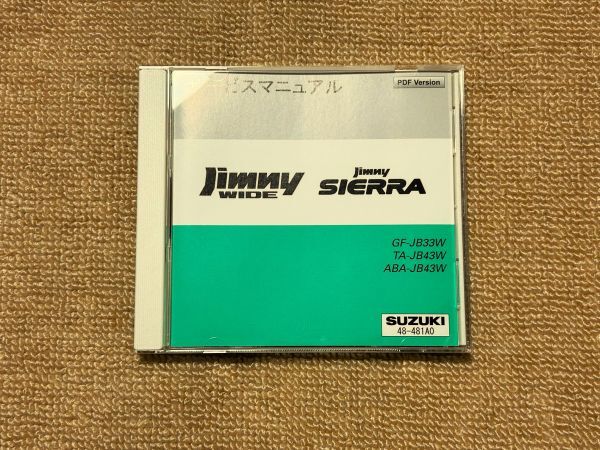 ビスマニュアル
PDF Version
Jimny WIDE
Jimny SIERRA
GF-JB33W
TA-JB43W
ABA-JB43W
SUZUKI
48-481A0